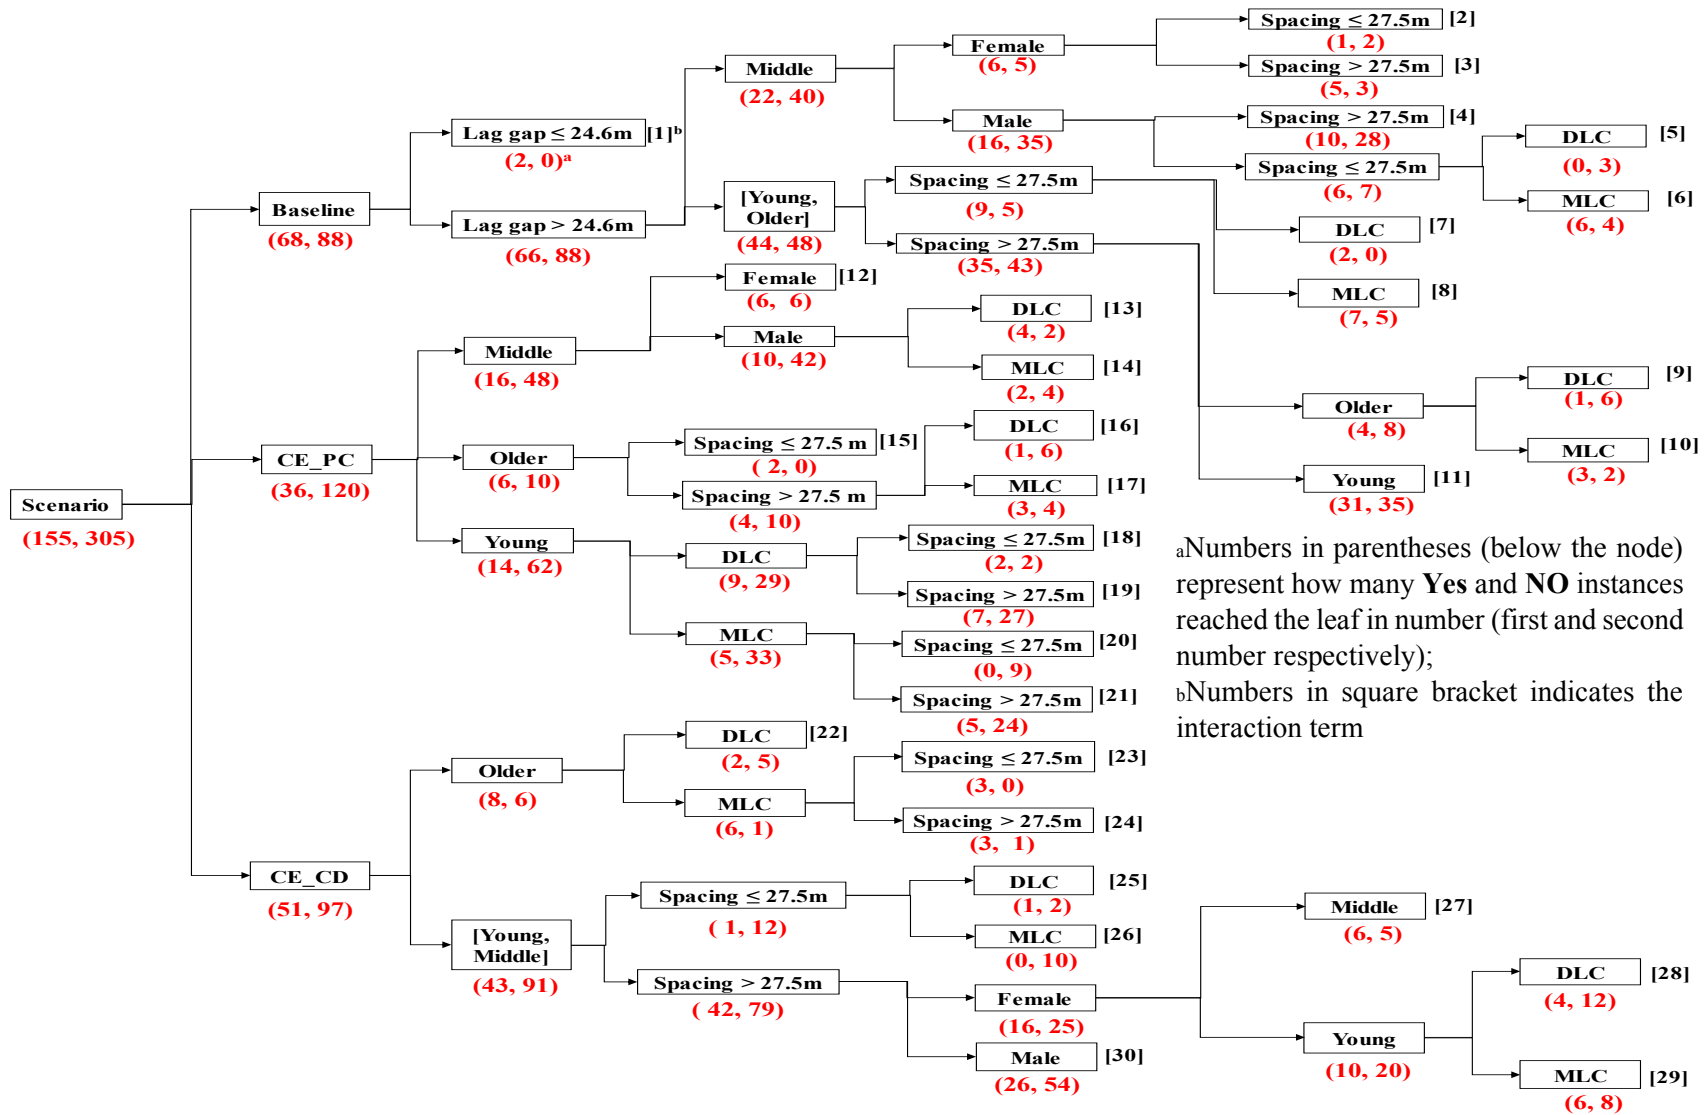 Scenario
(155, 305)
Baseline
(68, 88)
Lag gap ≤ 24.6m [1]ᵇ
(2, 0)ᵃ
Lag gap > 24.6m
(66, 88)
Middle
(22, 40)
Female
(6, 5)
Spacing ≤ 27.5m [2]
(1, 2)
Spacing > 27.5m [3]
(5, 3)
Male
(16, 35)
Spacing > 27.5m [4]
(10, 28)
Spacing ≤ 27.5m
(6, 7)
DLC [5]
(0, 3)
MLC [6]
(6, 4)
[Young,
Older]
(44, 48)
Spacing ≤ 27.5m
(9, 5)
DLC [7]
(2, 0)
MLC [8]
(7, 5)
Spacing > 27.5m
(35, 43)
Older
(4, 8)
DLC [9]
(1, 6)
MLC [10]
(3, 2)
Young [11]
(31, 35)
CE_PC
(36, 120)
Middle
(16, 48)
Female [12]
(6, 6)
Male
(10, 42)
DLC [13]
(4, 2)
MLC [14]
(2, 4)
Older
(6, 10)
Spacing ≤ 27.5 m [15]
( 2, 0)
Spacing > 27.5 m
(4, 10)
DLC [16]
(1, 6)
MLC [17]
(3, 4)
Young
(14, 62)
DLC
(9, 29)
Spacing ≤ 27.5m [18]
(2, 2)
Spacing > 27.5m [19]
(7, 27)
MLC
(5, 33)
Spacing ≤ 27.5m [20]
(0, 9)
Spacing > 27.5m [21]
(5, 24)
CE_CD
(51, 97)
Older
(8, 6)
DLC [22]
(2, 5)
MLC
(6, 1)
Spacing ≤ 27.5m [23]
(3, 0)
Spacing > 27.5m [24]
(3, 1)
[Young,
Middle]
(43, 91)
Spacing ≤ 27.5m
( 1, 12)
DLC [25]
(1, 2)
MLC [26]
(0, 10)
Spacing > 27.5m
( 42, 79)
Female
(16, 25)
Middle [27]
(6, 5)
Young
(10, 20)
DLC [28]
(4, 12)
MLC [29]
(6, 8)
Male [30]
(26, 54)
aNumbers in parentheses (below the node)
represent how many Yes and NO instances
reached the leaf in number (first and second
number respectively);
bNumbers in square bracket indicates the
interaction term